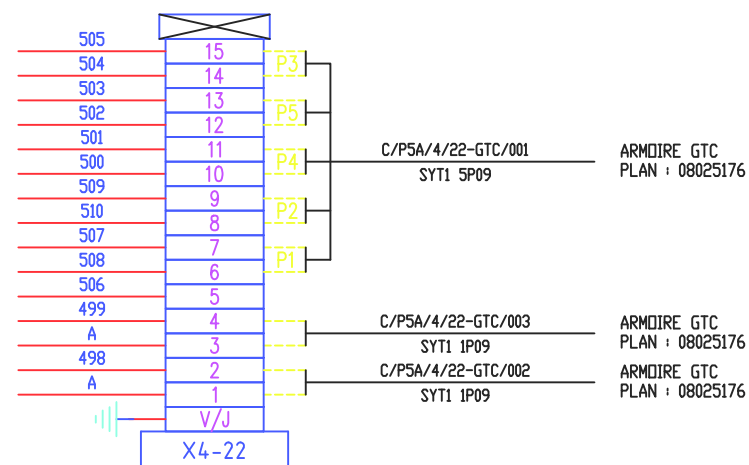 505 15
504 14 P3
503 13
502 12 P5
501 11 C/P5A/4/22-GTC/001 ARMOIRE GTC
500 10 P4 SYT1 5P09 PLAN : 08025176
509 9
510 8 P2
507 7
508 6 P1
506 5
499 4 C/P5A/4/22-GTC/003 ARMOIRE GTC
A 3 SYT1 1P09 PLAN : 08025176
498 2 C/P5A/4/22-GTC/002 ARMOIRE GTC
A 1 SYT1 1P09 PLAN : 08025176
V/J
X4-22